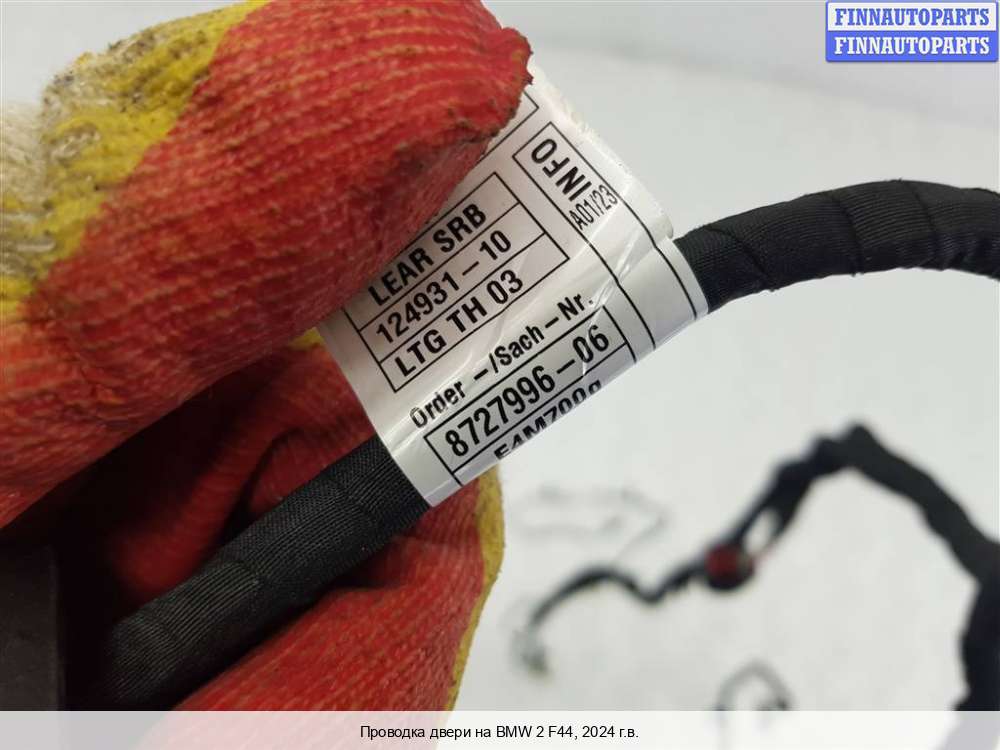 FINNAUTOPARTS
FINNAUTOPARTS
INFO
A01/23
LEAR SRB
124931-10
LTG TH 03
Order -/Sach-Nr.
8727996-06
Проводка двери на BMW 2 F44, 2024 г.в.